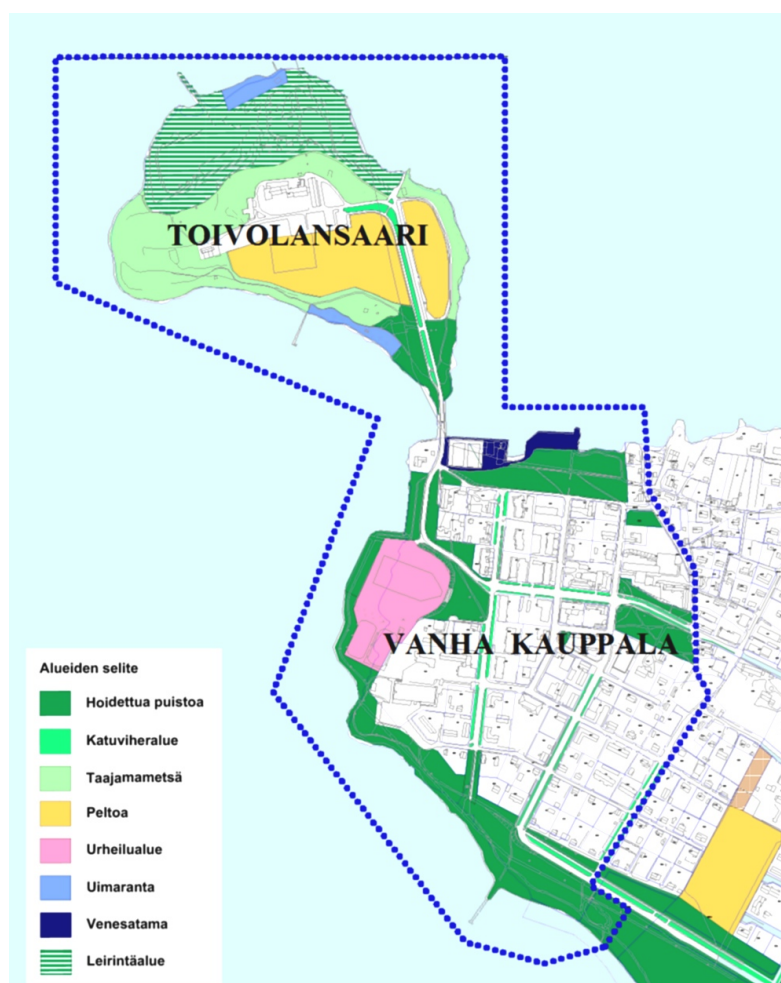 TOIVOLANSAARI
VANHA KAUPPALA
Alueiden selite
Hoidettua puistoa
Katuviheralue
Taajamametsä
Peltoa
Urheilualue
Uimaranta
Venesatama
Leirintäalue